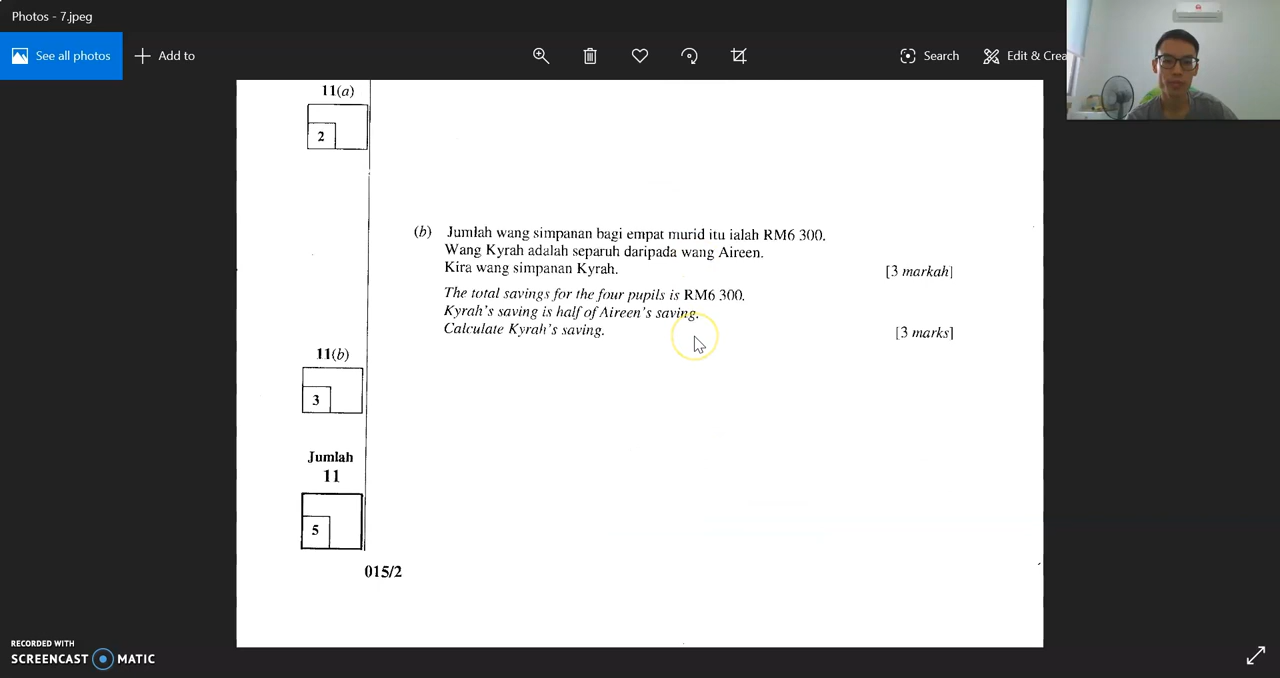 Photos - 7.jpeg
See all photos
Add to
Search
Edit & Crea
11(a)
2
(b) Jumlah wang simpanan bagi empat murid itu ialah RM6 300.
Wang Kyrah adalah separuh daripada wang Aireen.
Kira wang simpanan Kyrah. [3 markah]
The total savings for the four pupils is RM6 300.
Kyrah's saving is half of Aireen's saving.
Calculate Kyrah's saving. [3 marks]
11(b)
3
Jumlah
11
5
015/2
RECORDED WITH
SCREENCAST MATIC